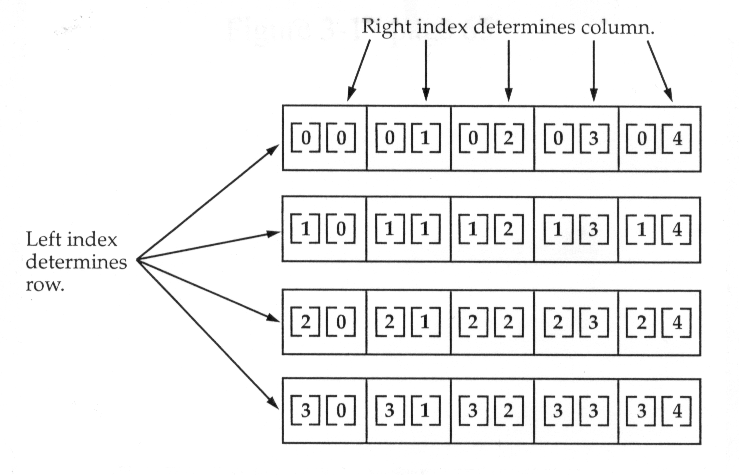 Right index determines column.
[0][0] [0][1] [0][2] [0][3] [0][4]
[1][0] [1][1] [1][2] [1][3] [1][4]
Left index
determines
row.
[2][0] [2][1] [2][2] [2][3] [2][4]
[3][0] [3][1] [3][2] [3][3] [3][4]